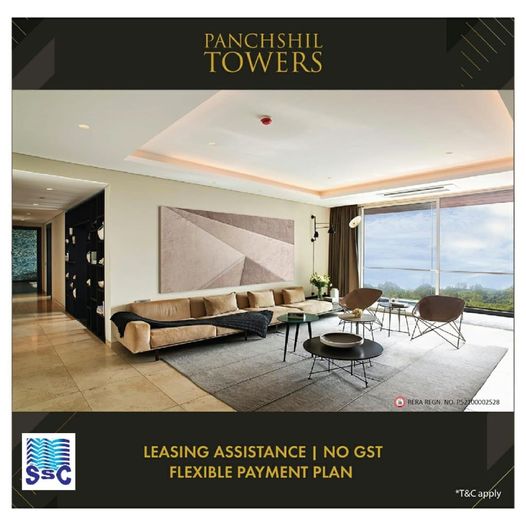 PANCHSHIL
TOWERS
RERA REGN. NO. P52100002528
SSC
LEASING ASSISTANCE | NO GST
FLEXIBLE PAYMENT PLAN
*T&C apply